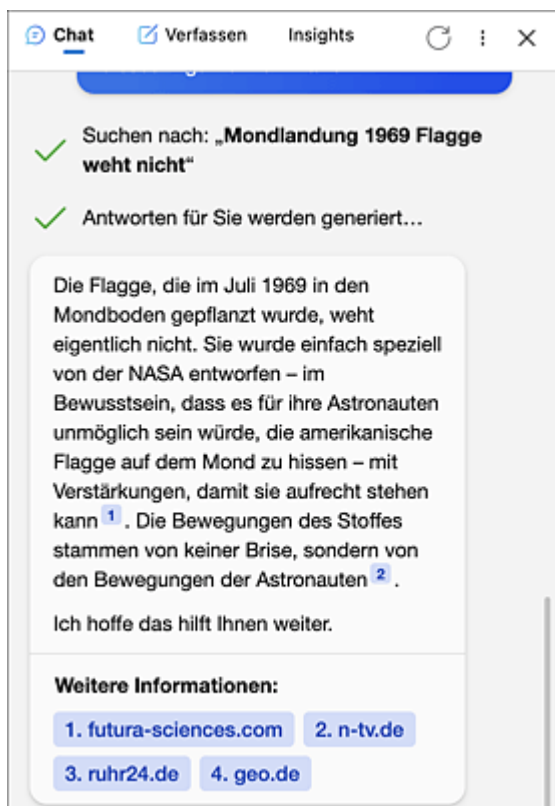 Chat Verfassen Insights
Suchen nach: „Mondlandung 1969 Flagge
weht nicht“
Antworten für Sie werden generiert…
Die Flagge, die im Juli 1969 in den
Mondboden gepflanzt wurde, weht
eigentlich nicht. Sie wurde einfach speziell
von der NASA entworfen – im
Bewusstsein, dass es für ihre Astronauten
unmöglich sein würde, die amerikanische
Flagge auf dem Mond zu hissen – mit
Verstärkungen, damit sie aufrecht stehen
kann 1 . Die Bewegungen des Stoffes
stammen von keiner Brise, sondern von
den Bewegungen der Astronauten 2 .
Ich hoffe das hilft Ihnen weiter.
Weitere Informationen:
1. futura-sciences.com 2. n-tv.de
3. ruhr24.de 4. geo.de